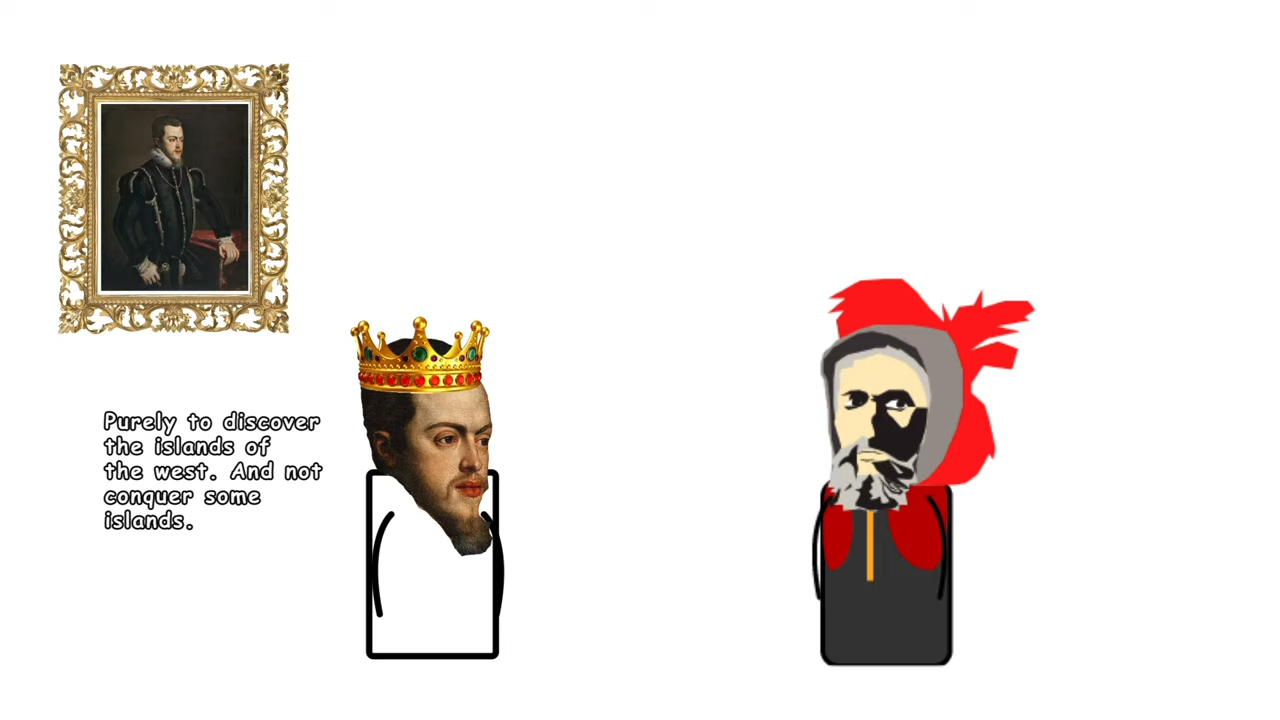 Purely to discover
the islands of
the west. And not
conquer some
islands.